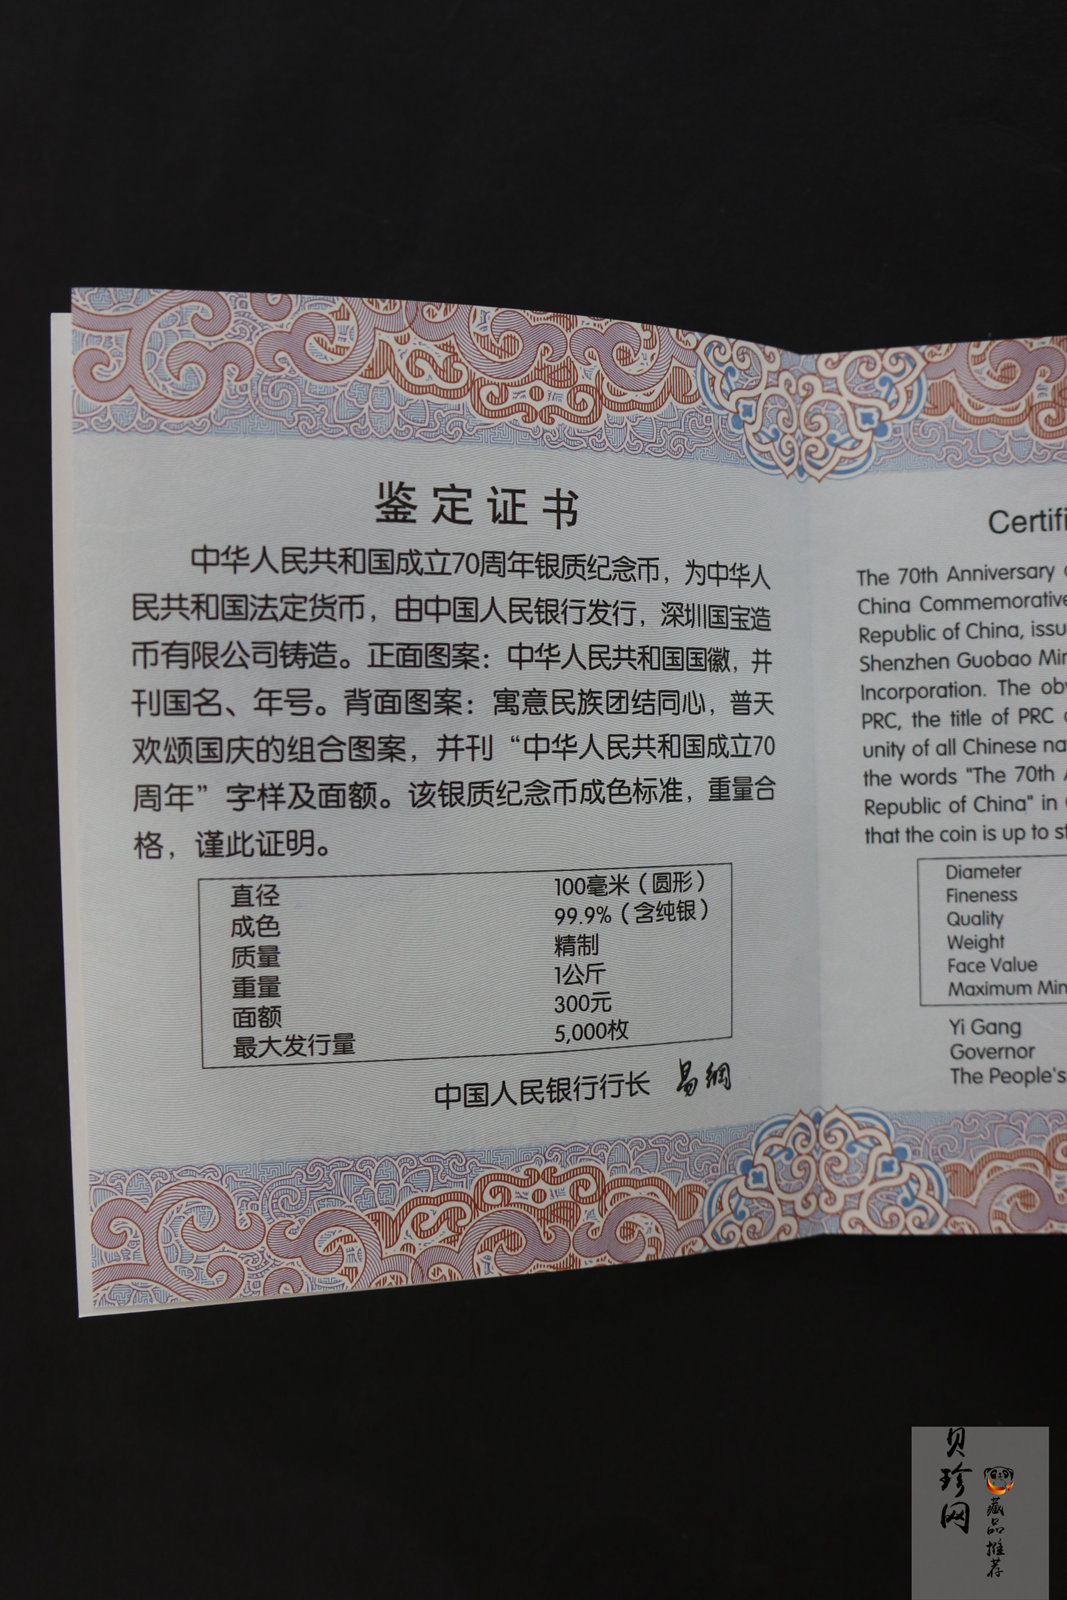 鉴定证书
中华人民共和国成立70周年银质纪念币，为中华人
民共和国法定货币，由中国人民银行发行，深圳国宝造
币有限公司铸造。正面图案：中华人民共和国国徽，并
刊国名、年号。背面图案：寓意民族团结同心，普天
欢颂国庆的组合图案，并刊“中华人民共和国成立70
周年”字样及面额。该银质纪念币成色标准，重量合
格，谨此证明。
直径 100毫米（圆形）
成色 99.9%（含纯银）
质量 精制
重量 1公斤
面额 300元
最大发行量 5,000枚
中国人民银行行长 易纲
Certifi
The 70th Anniversary
China Commemorative
Republic of China, issu
Shenzhen Guobao Min
Incorporation. The ob
PRC, the title of PRC
unity of all Chinese na
the words "The 70th
Republic of China" in
that the coin is up to st
Diameter
Fineness
Quality
Weight
Face Value
Maximum Min
Yi Gang
Governor
The People's
贝珍网
藏品推荐